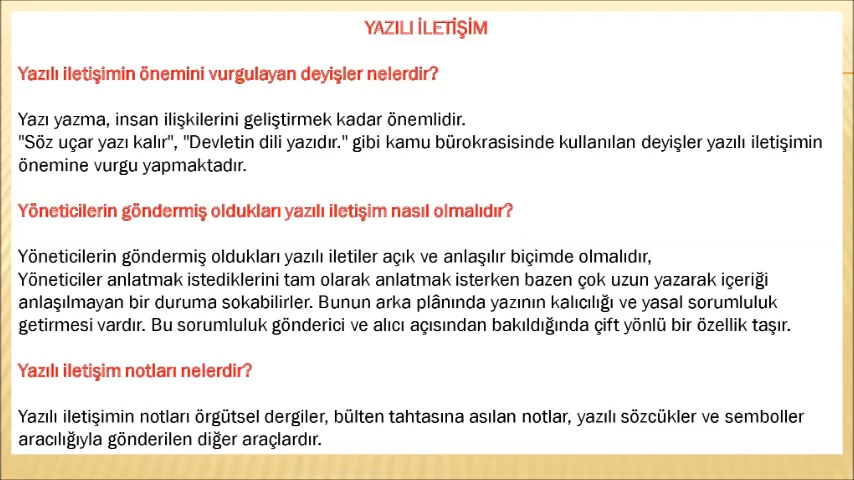 YAZILI İLETİŞİM
Yazılı iletişimin önemini vurgulayan deyişler nelerdir?
Yazı yazma, insan ilişkilerini geliştirmek kadar önemlidir.
"Söz uçar yazı kalır", "Devletin dili yazıdır." gibi kamu bürokrasisinde kullanılan deyişler yazılı iletişimin
önemine vurgu yapmaktadır.
Yöneticilerin göndermiş oldukları yazılı iletişim nasıl olmalıdır?
Yöneticilerin göndermiş oldukları yazılı iletiler açık ve anlaşılır biçimde olmalıdır,
Yöneticiler anlatmak istediklerini tam olarak anlatmak isterken bazen çok uzun yazarak içeriği
anlaşılmayan bir duruma sokabilirler. Bunun arka plânında yazının kalıcılığı ve yasal sorumluluk
getirmesi vardır. Bu sorumluluk gönderici ve alıcı açısından bakıldığında çift yönlü bir özellik taşır.
Yazılı iletişim notları nelerdir?
Yazılı iletişimin notları örgütsel dergiler, bülten tahtasına asılan notlar, yazılı sözcükler ve semboller
aracılığıyla gönderilen diğer araçlardır.